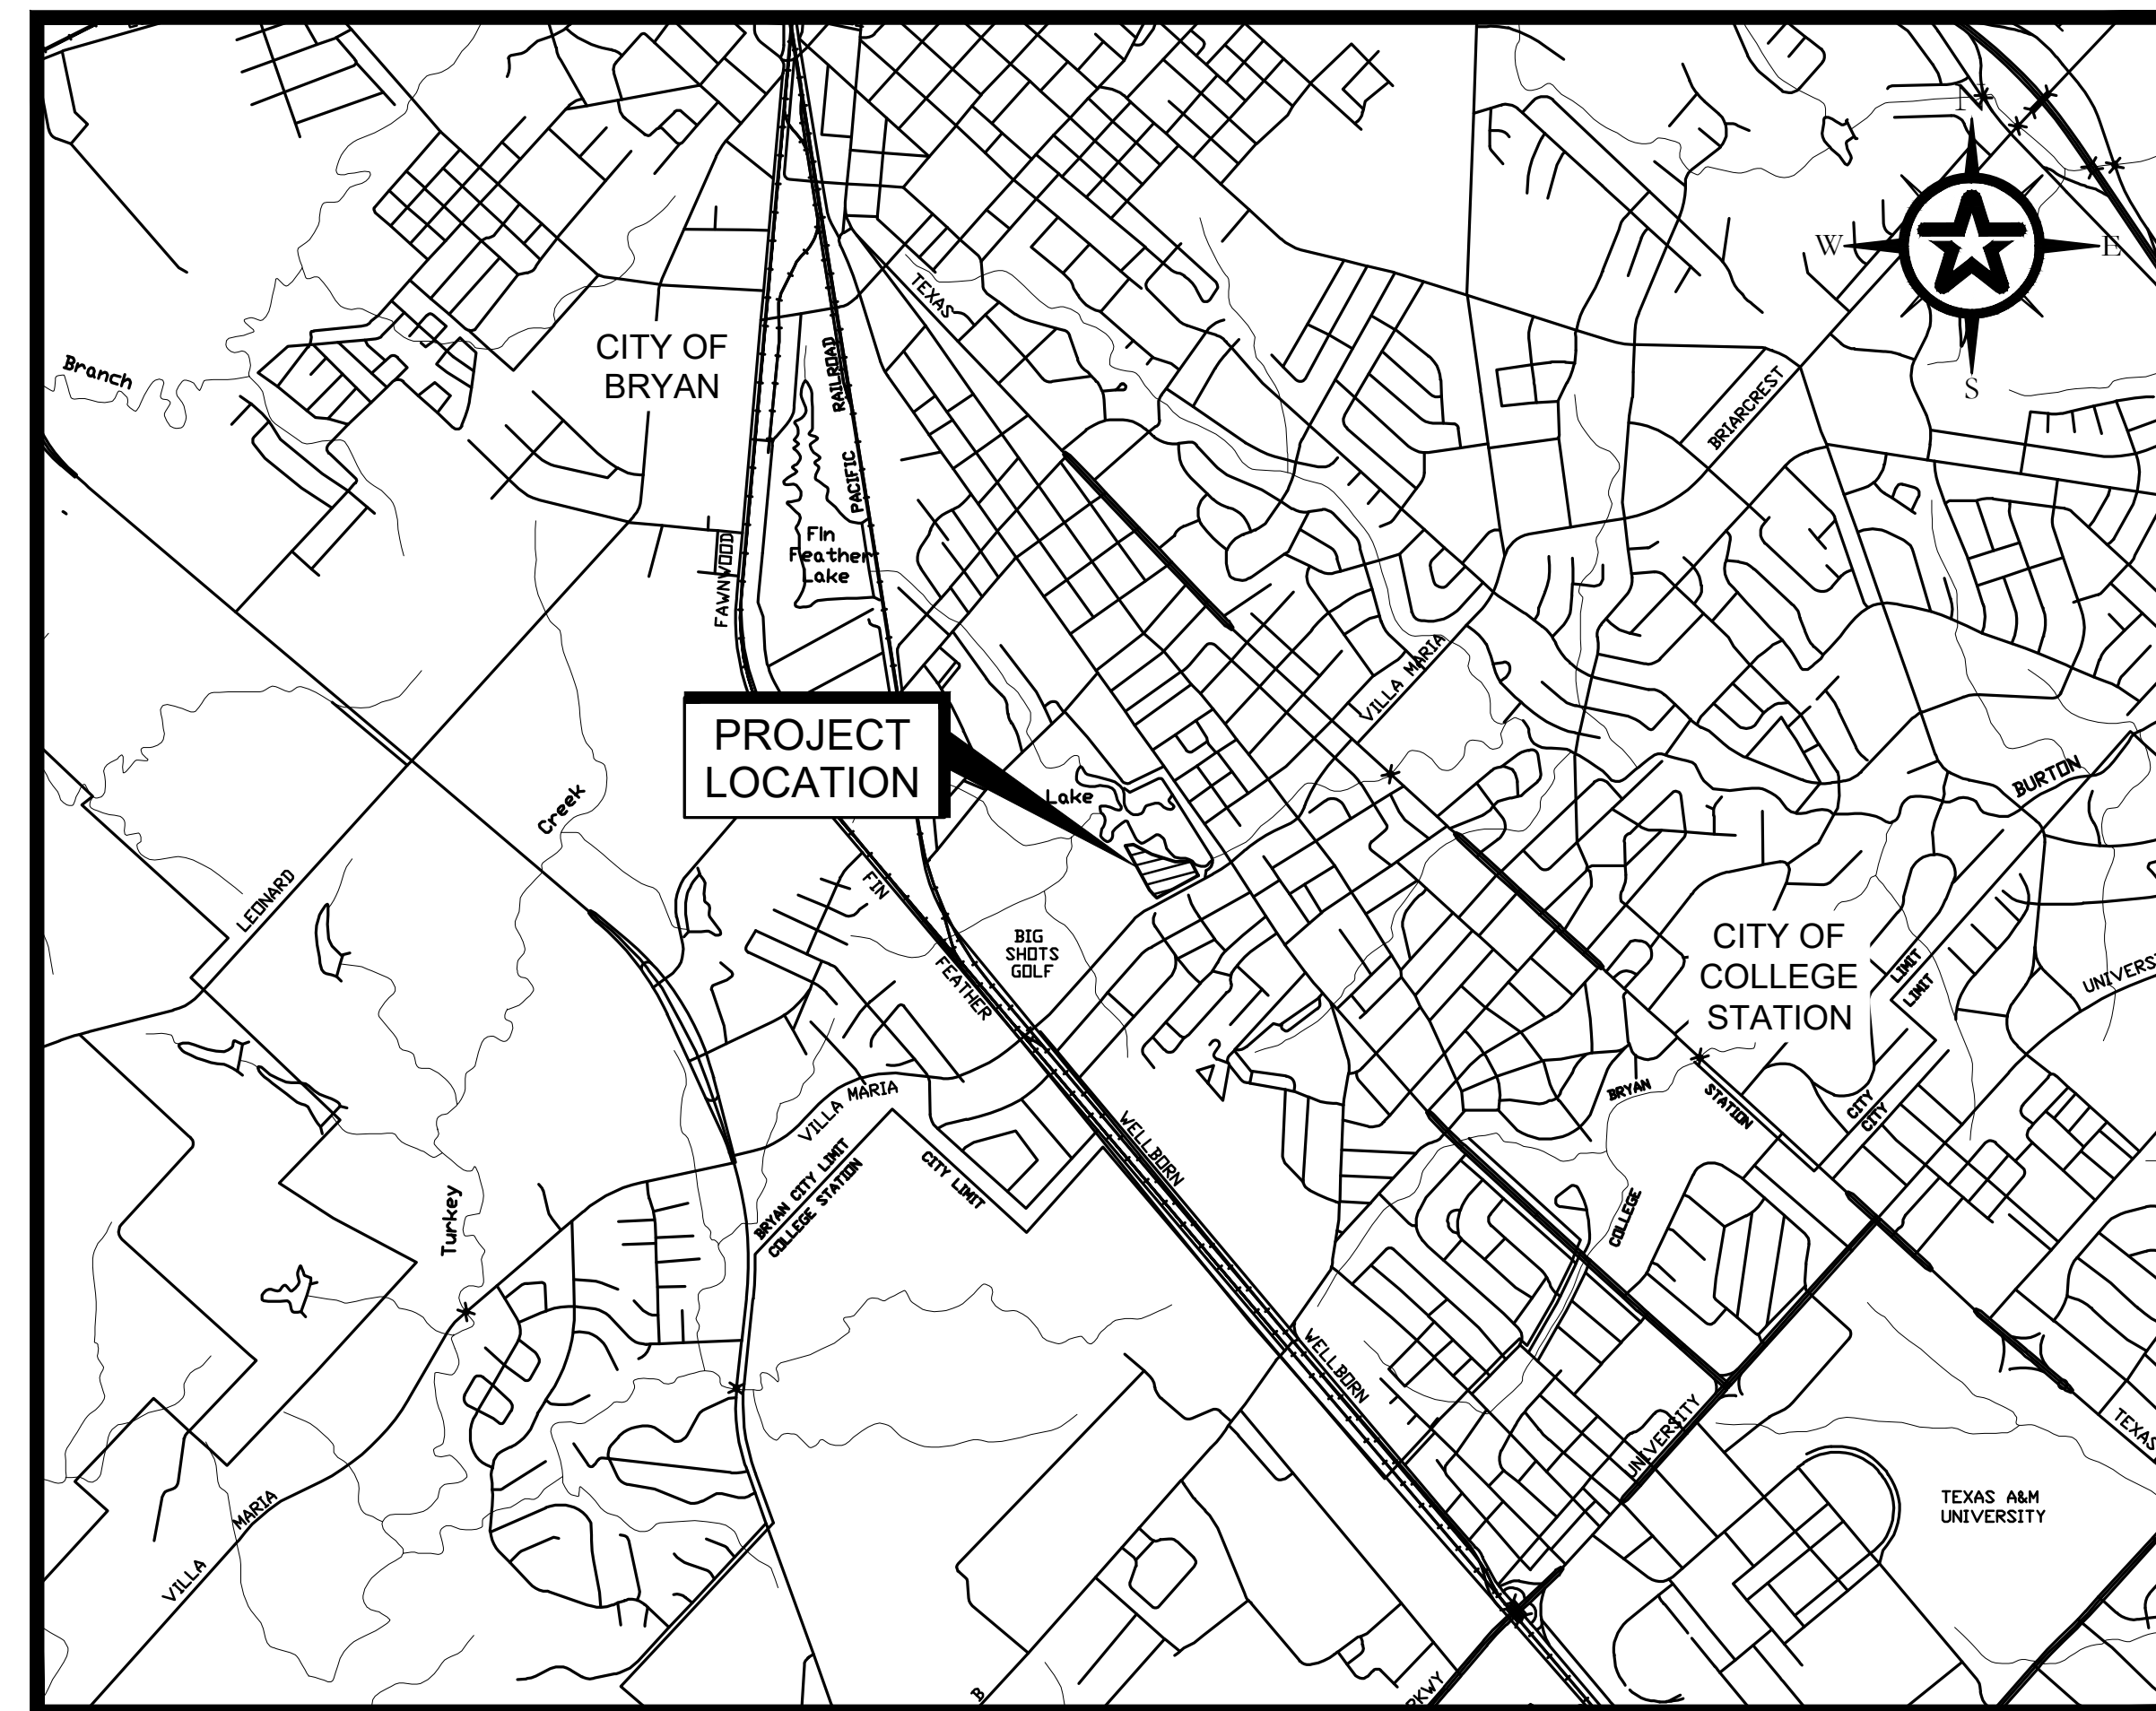 N
W
E
S
TEXAS
CITY OF
BRYAN
RAILROAD
PACIFIC
Branch
BRIARCREST
Fin
Feather
Lake
FAWNWOOD
VILLA MARIA
PROJECT
LOCATION
Lake
BURTON
Creek
LEONARD
FIN
FEATHER
BIG
SHOTS
GOLF
CITY OF
COLLEGE
STATION
LIMIT
LIMIT
CITY
CITY
BRYAN
STATION
COLLEGE
VILLA MARIA
WELLBORN
BRYAN CITY LIMIT
COLLEGE STATION
CITY LIMIT
Turkey
WELLBORN
UNIVERSITY
TEXAS
TEXAS A&M
UNIVERSITY
VILLA
MARIA
B